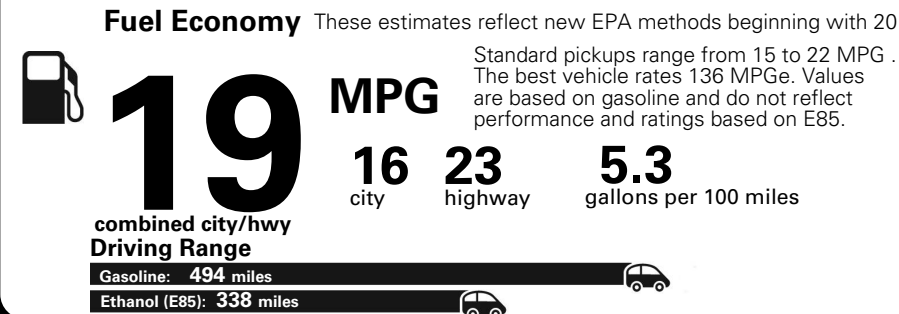 Fuel Economy These estimates reflect new EPA methods beginning with 20
Standard pickups range from 15 to 22 MPG .
The best vehicle rates 136 MPGe. Values
are based on gasoline and do not reflect
performance and ratings based on E85.
19 MPG
16 city
23 highway
5.3 gallons per 100 miles
combined city/hwy
Driving Range
Gasoline: 494 miles
Ethanol (E85): 338 miles